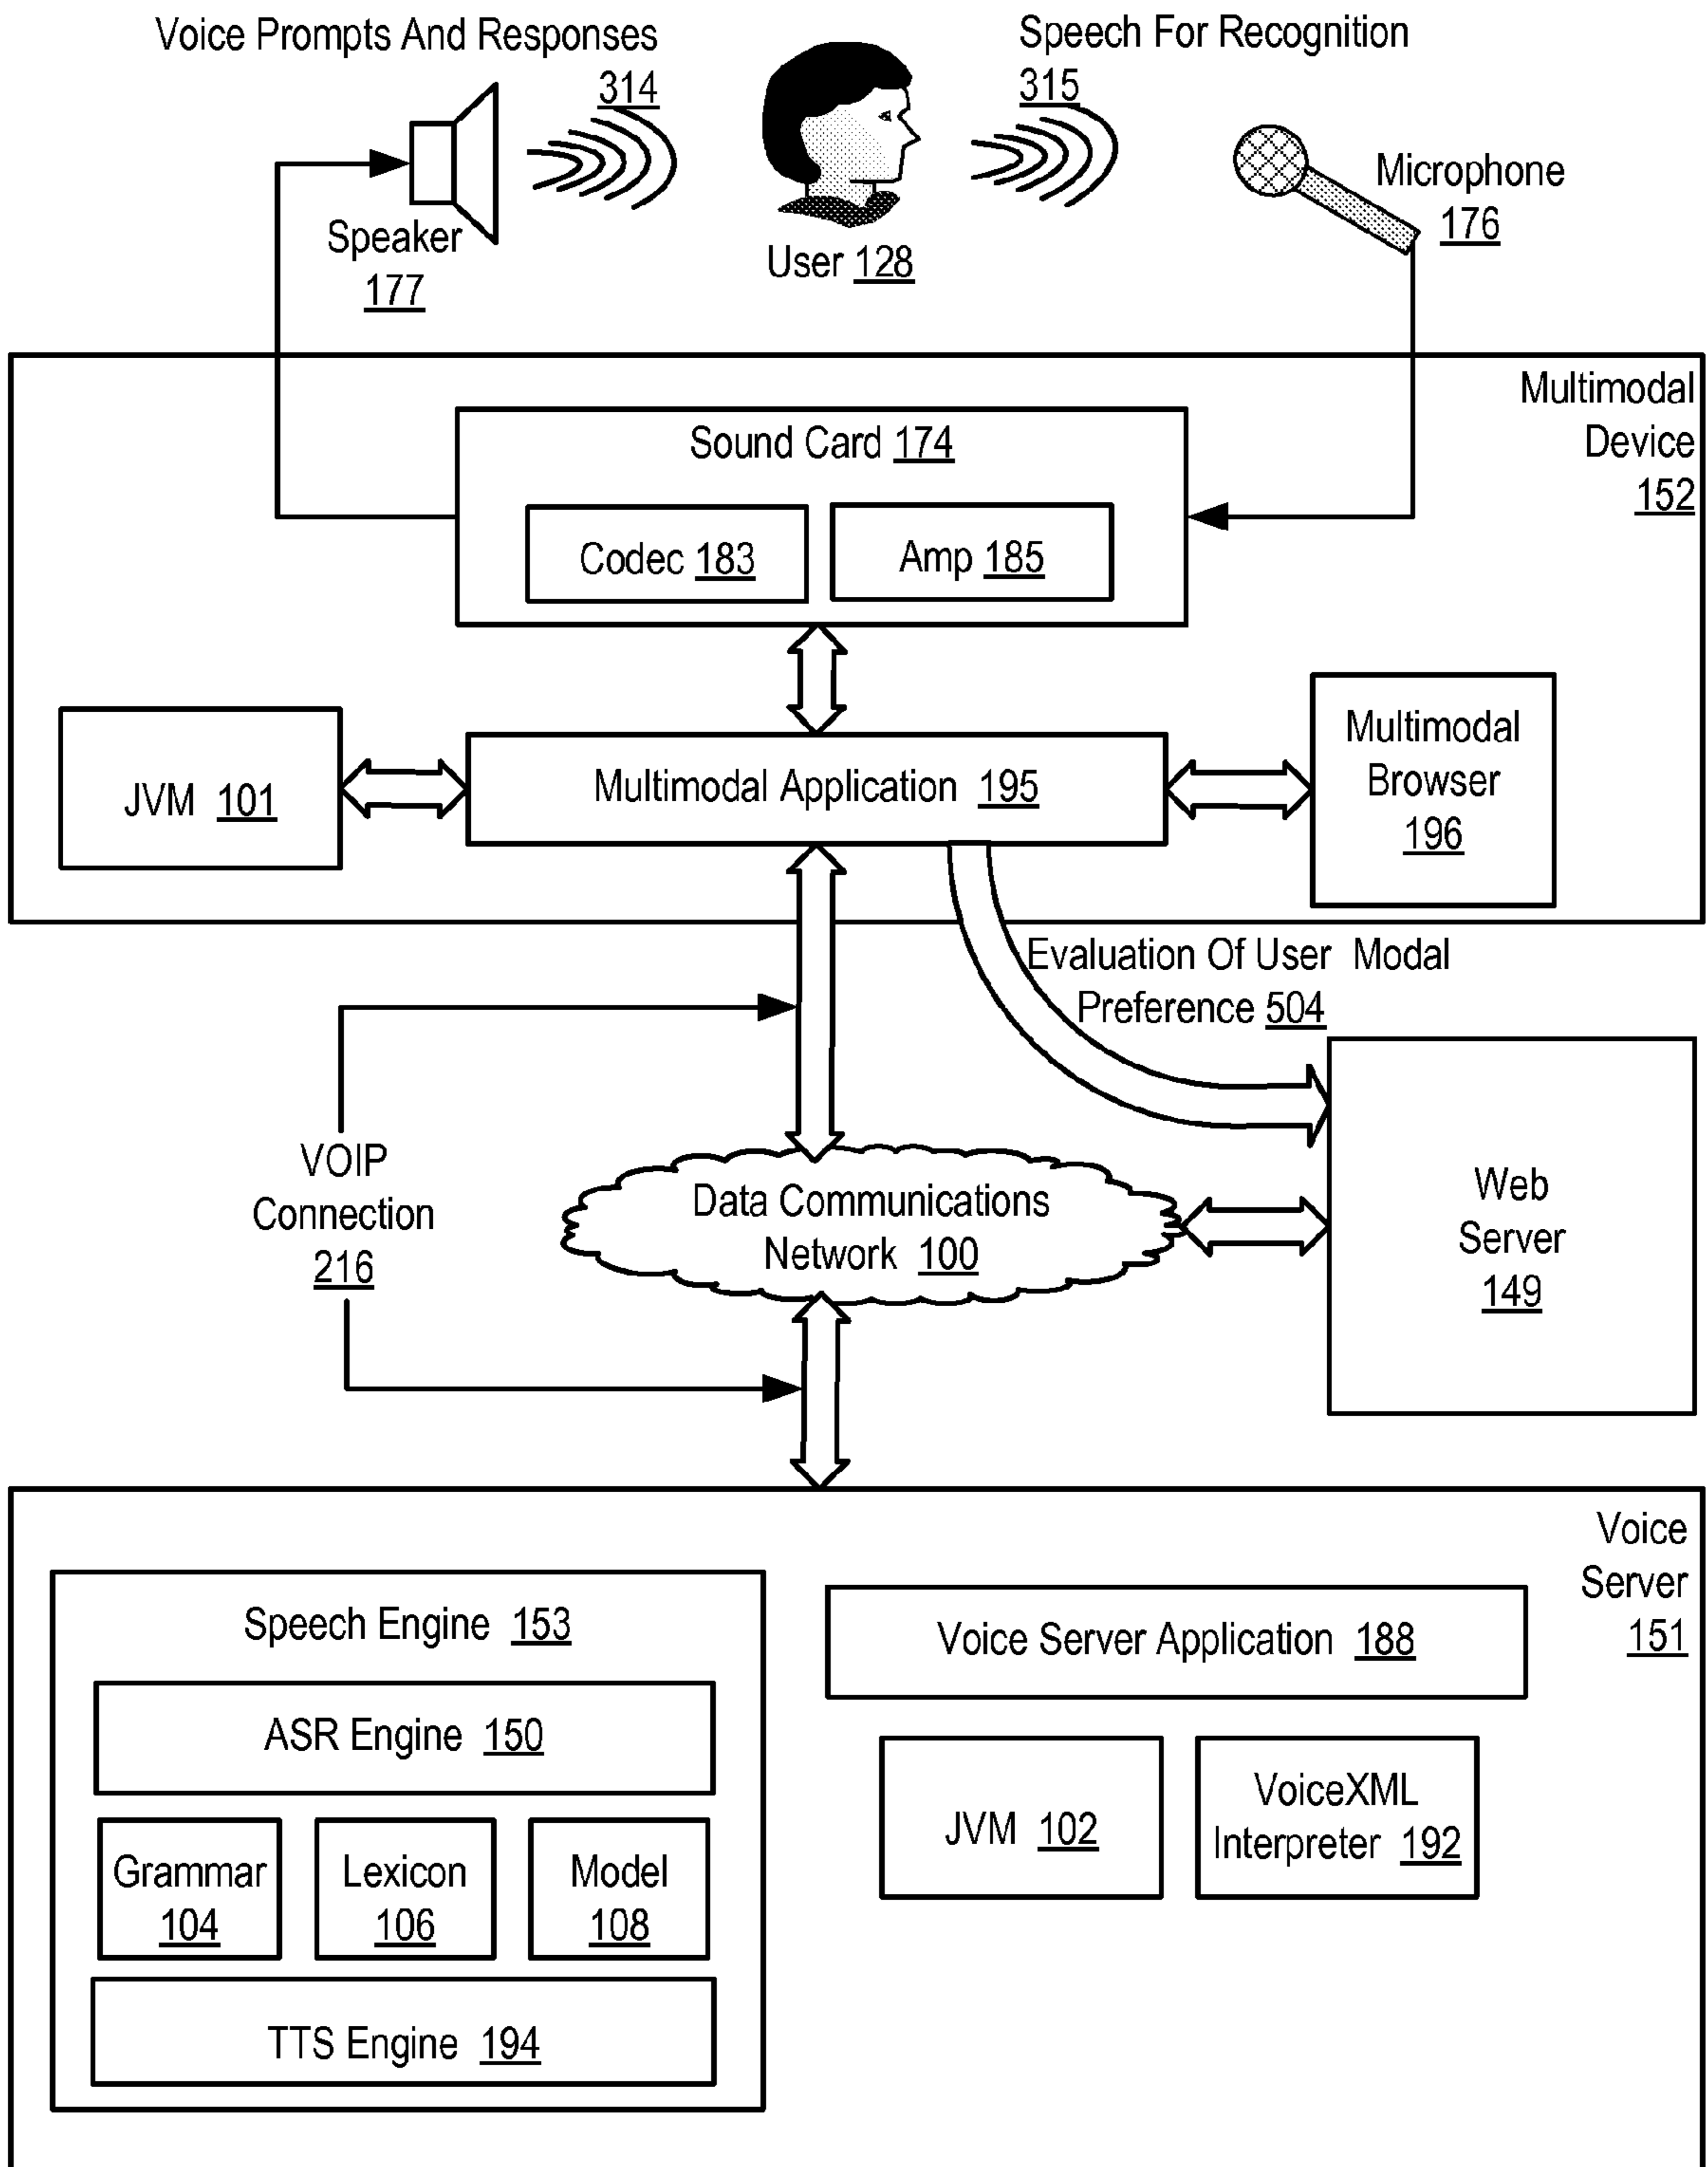 Voice Prompts And Responses
314
Speech For Recognition
315
Speaker
177
User 128
Microphone
176
Multimodal
Device
152
Sound Card 174
Codec 183
Amp 185
JVM 101
Multimodal Application 195
Multimodal
Browser
196
Evaluation Of User Modal
Preference 504
VOIP
Connection
216
Data Communications
Network 100
Web
Server
149
Voice
Server
151
Speech Engine 153
ASR Engine 150
Grammar
104
Lexicon
106
Model
108
TTS Engine 194
Voice Server Application 188
JVM 102
VoiceXML
Interpreter 192